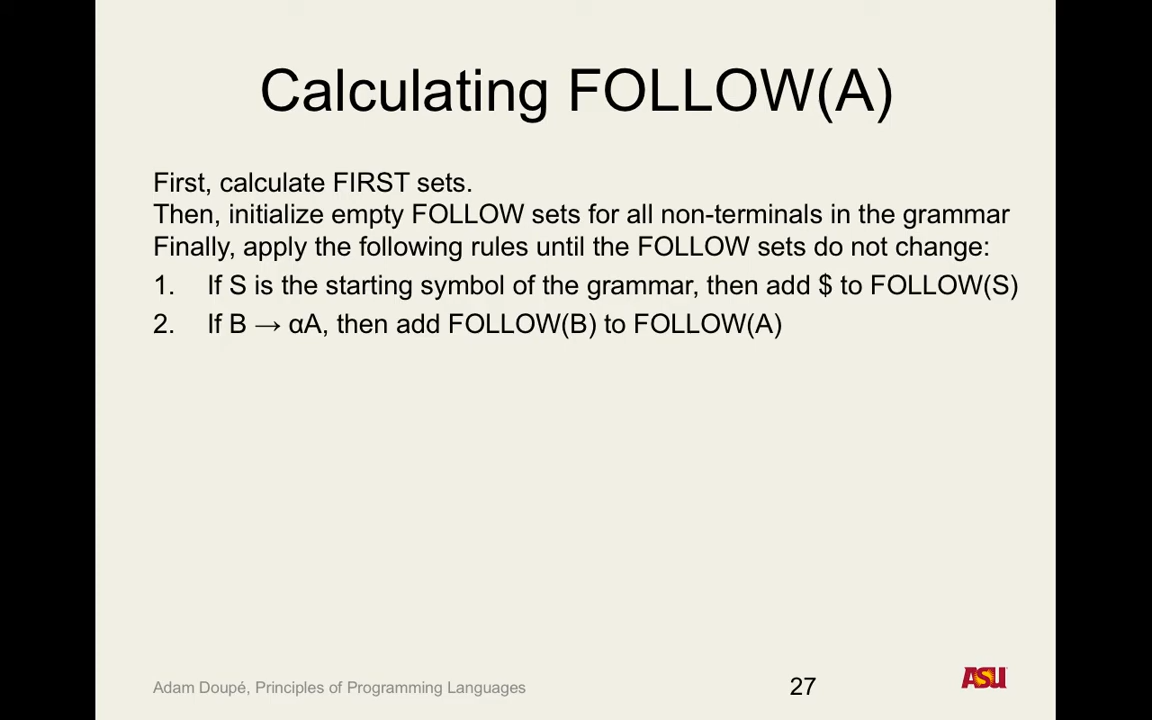 Calculating FOLLOW(A)
First, calculate FIRST sets.
Then, initialize empty FOLLOW sets for all non-terminals in the grammar
Finally, apply the following rules until the FOLLOW sets do not change:
1. If S is the starting symbol of the grammar, then add $ to FOLLOW(S)
2. If B → αA, then add FOLLOW(B) to FOLLOW(A)
Adam Doupé, Principles of Programming Languages
27
ASU